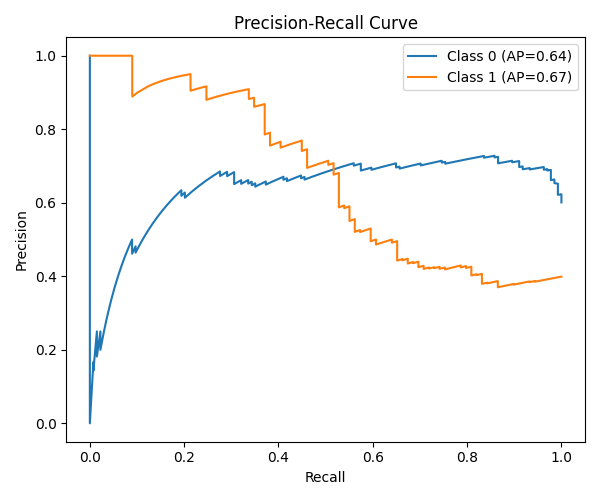 Precision-Recall Curve
Class 0 (AP=0.64)
Class 1 (AP=0.67)
Precision
1.0
0.8
0.6
0.4
0.2
0.0
0.0 0.2 0.4 0.6 0.8 1.0
Recall